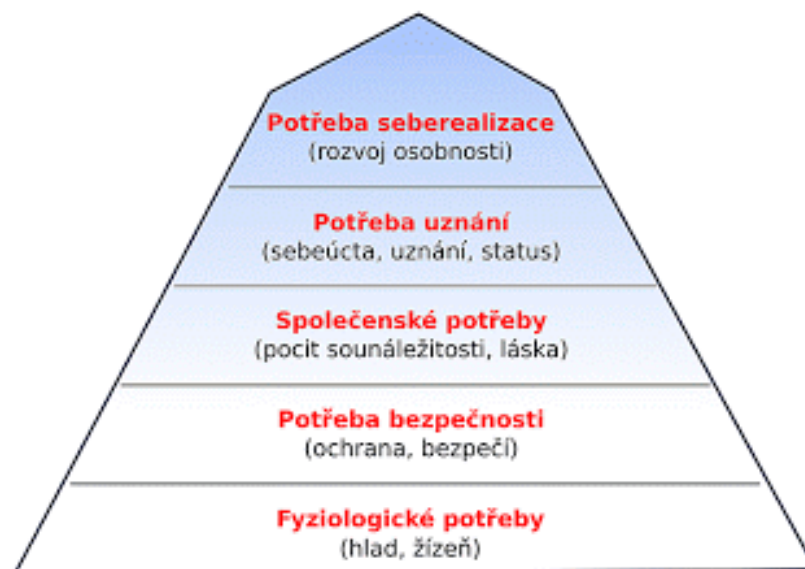 Potřeba seberealizace
(rozvoj osobnosti)
Potřeba uznání
(sebeúcta, uznání, status)
Společenské potřeby
(pocit sounáležitosti, láska)
Potřeba bezpečnosti
(ochrana, bezpečí)
Fyziologické potřeby
(hlad, žízeň)